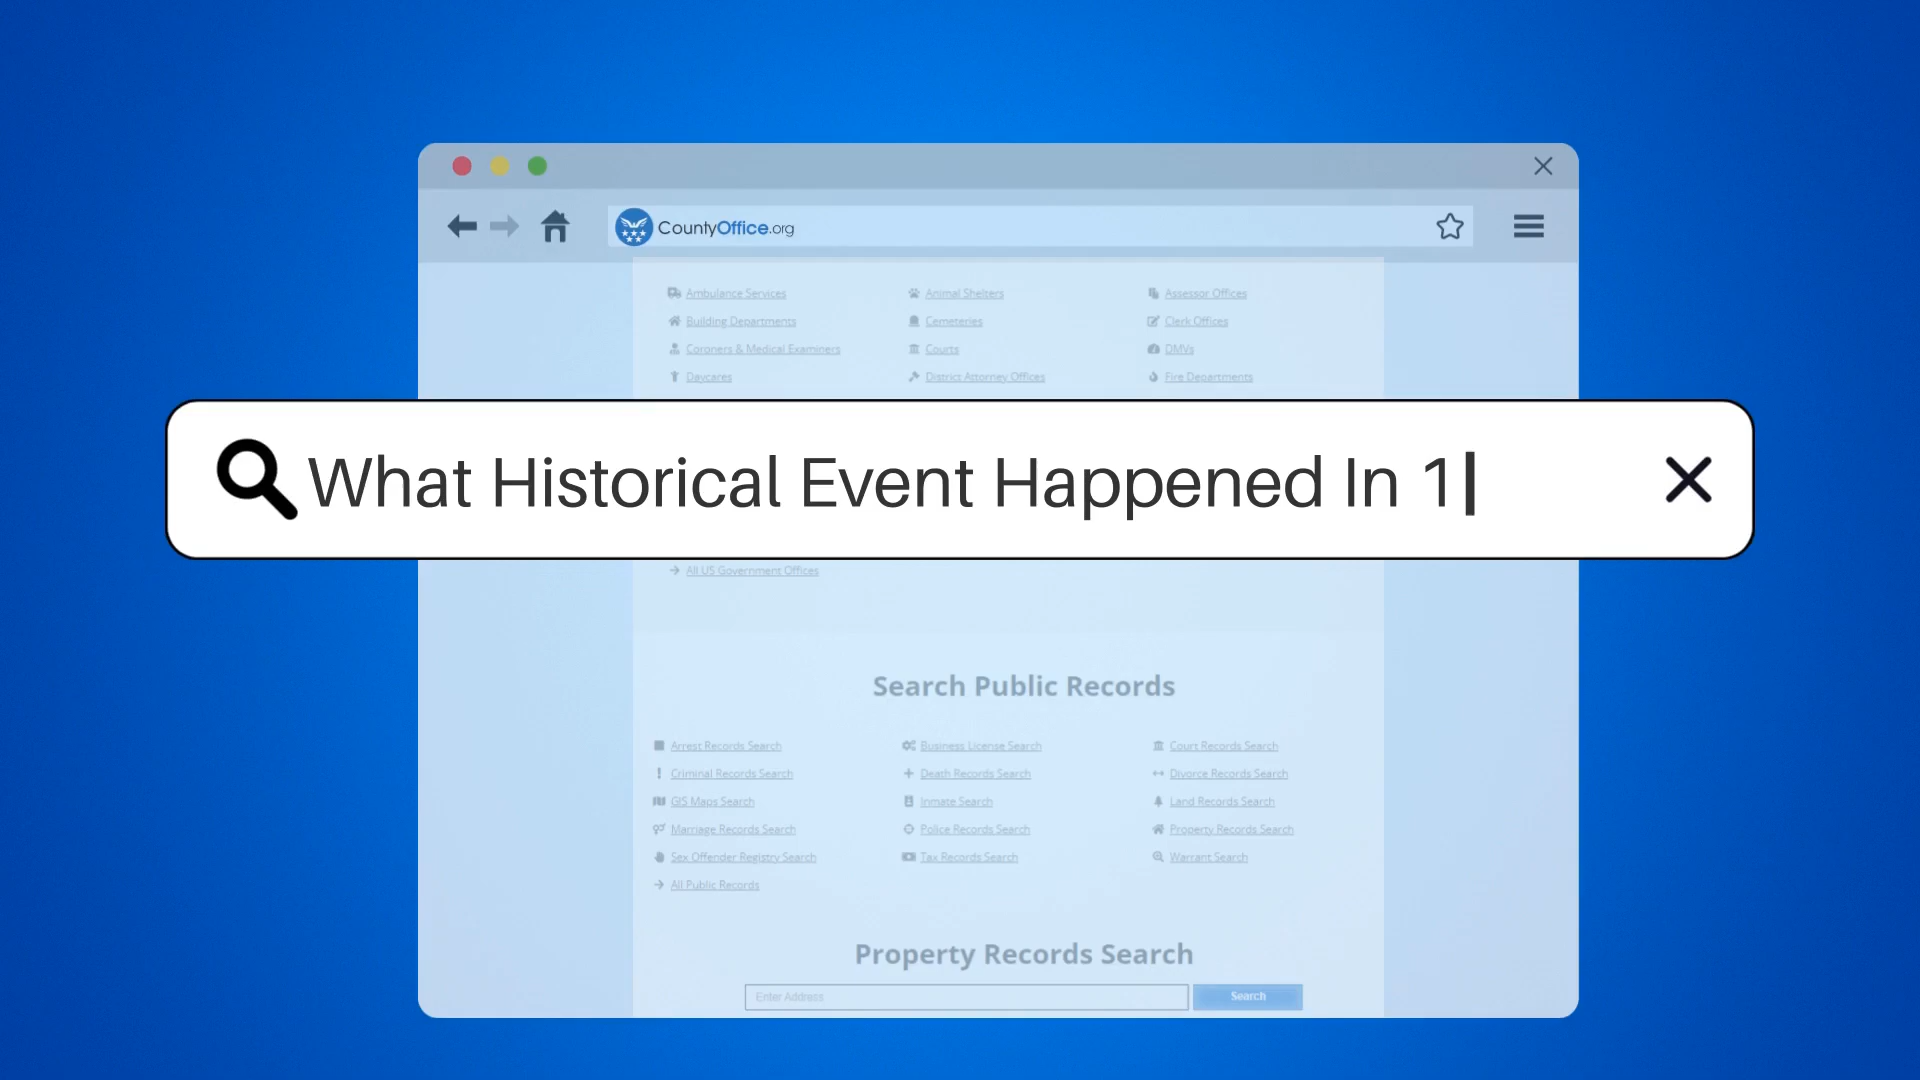 CountyOffice.org
Ambulance Services Animal Shelters Assessor Offices
Building Departments Cemeteries Clerk Offices
Coroners & Medical Examiners Courts DMVs
Daycares District Attorney Offices Fire Departments
What Historical Event Happened In 1
All US Government Offices
Search Public Records
Arrest Records Search Business License Search Court Records Search
Criminal Records Search Death Records Search Divorce Records Search
GIS Maps Search Inmate Search Land Records Search
Marriage Records Search Police Records Search Property Records Search
Sex Offender Registry Search Tax Records Search Warrant Search
All Public Records
Property Records Search
Enter Address Search